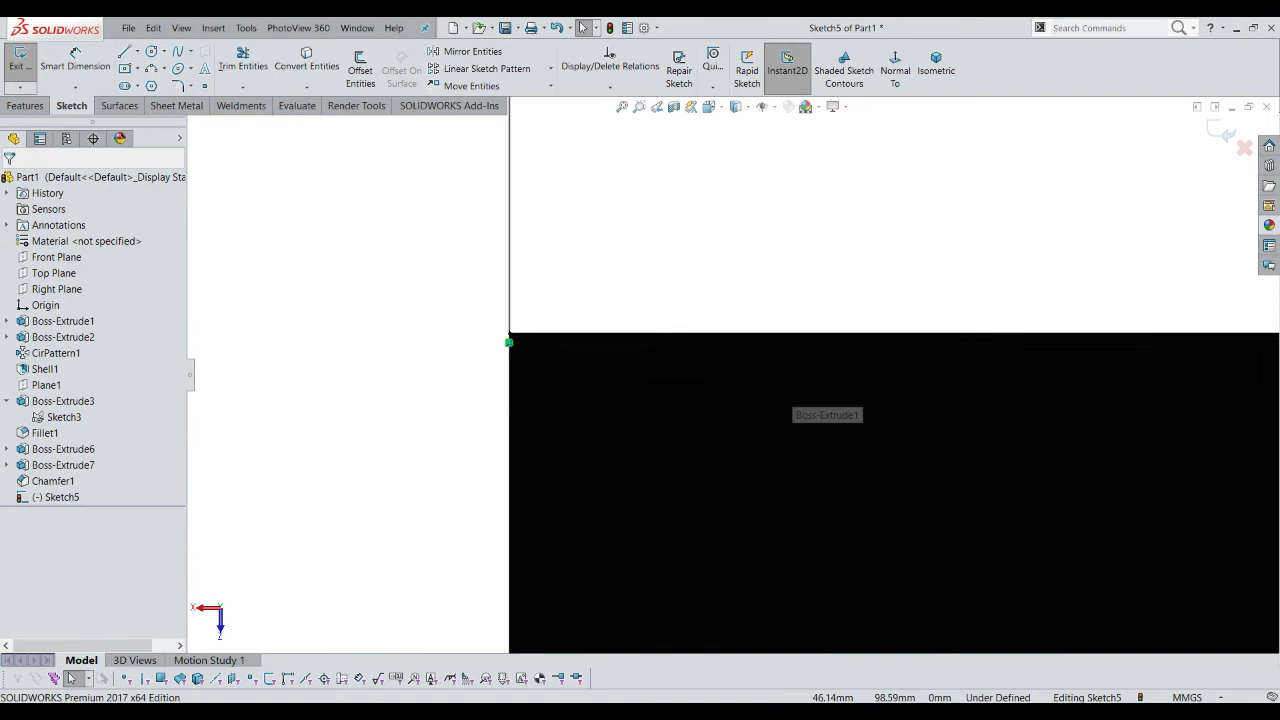 SOLIDWORKS File Edit View Insert Tools PhotoView 360 Window Help Sketch5 of Part1 * Search Commands ?
Exit ... Smart Dimension Trim Entities Convert Entities Offset Entities Offset On Surface Mirror Entities Display/Delete Relations Repair Sketch Qui... Rapid Sketch Instant2D Shaded Sketch Contours Normal To Isometric
Linear Sketch Pattern
Move Entities
Features Sketch Surfaces Sheet Metal Weldments Evaluate Render Tools SOLIDWORKS Add-Ins
Part1 (Default<<Default>_Display Sta
History
Sensors
Annotations
Material <not specified>
Front Plane
Top Plane
Right Plane
Origin
Boss-Extrude1
Boss-Extrude2
CirPattern1
Shell1
Plane1
Boss-Extrude3
Sketch3
Boss-Extrude1
Fillet1
Boss-Extrude6
Boss-Extrude7
Chamfer1
(-) Sketch5
X Y
Z
Model 3D Views Motion Study 1
SOLIDWORKS Premium 2017 x64 Edition 46.14mm 98.59mm 0mm Under Defined Editing Sketch5 MMGS